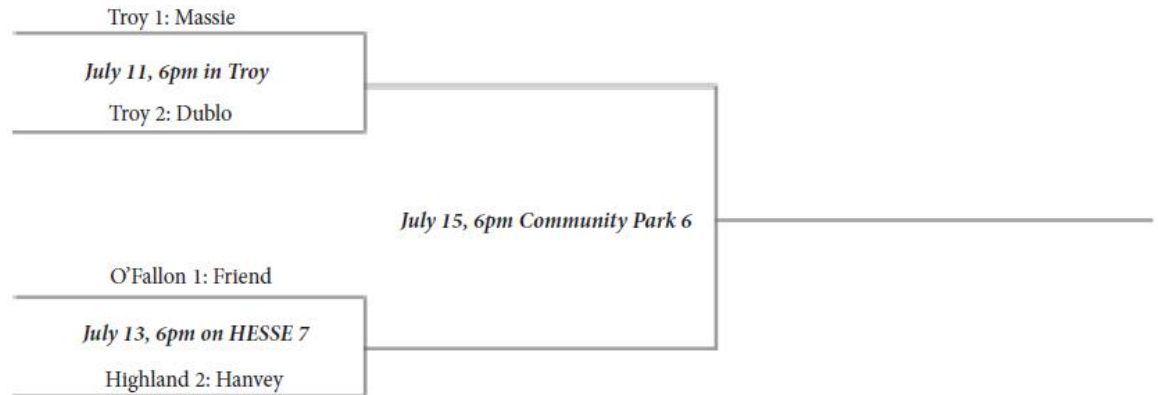 Troy 1: Massie
July 11, 6pm in Troy
Troy 2: Dublo
July 15, 6pm Community Park 6
O'Fallon 1: Friend
July 13, 6pm on HESSE 7
Highland 2: Hanvey